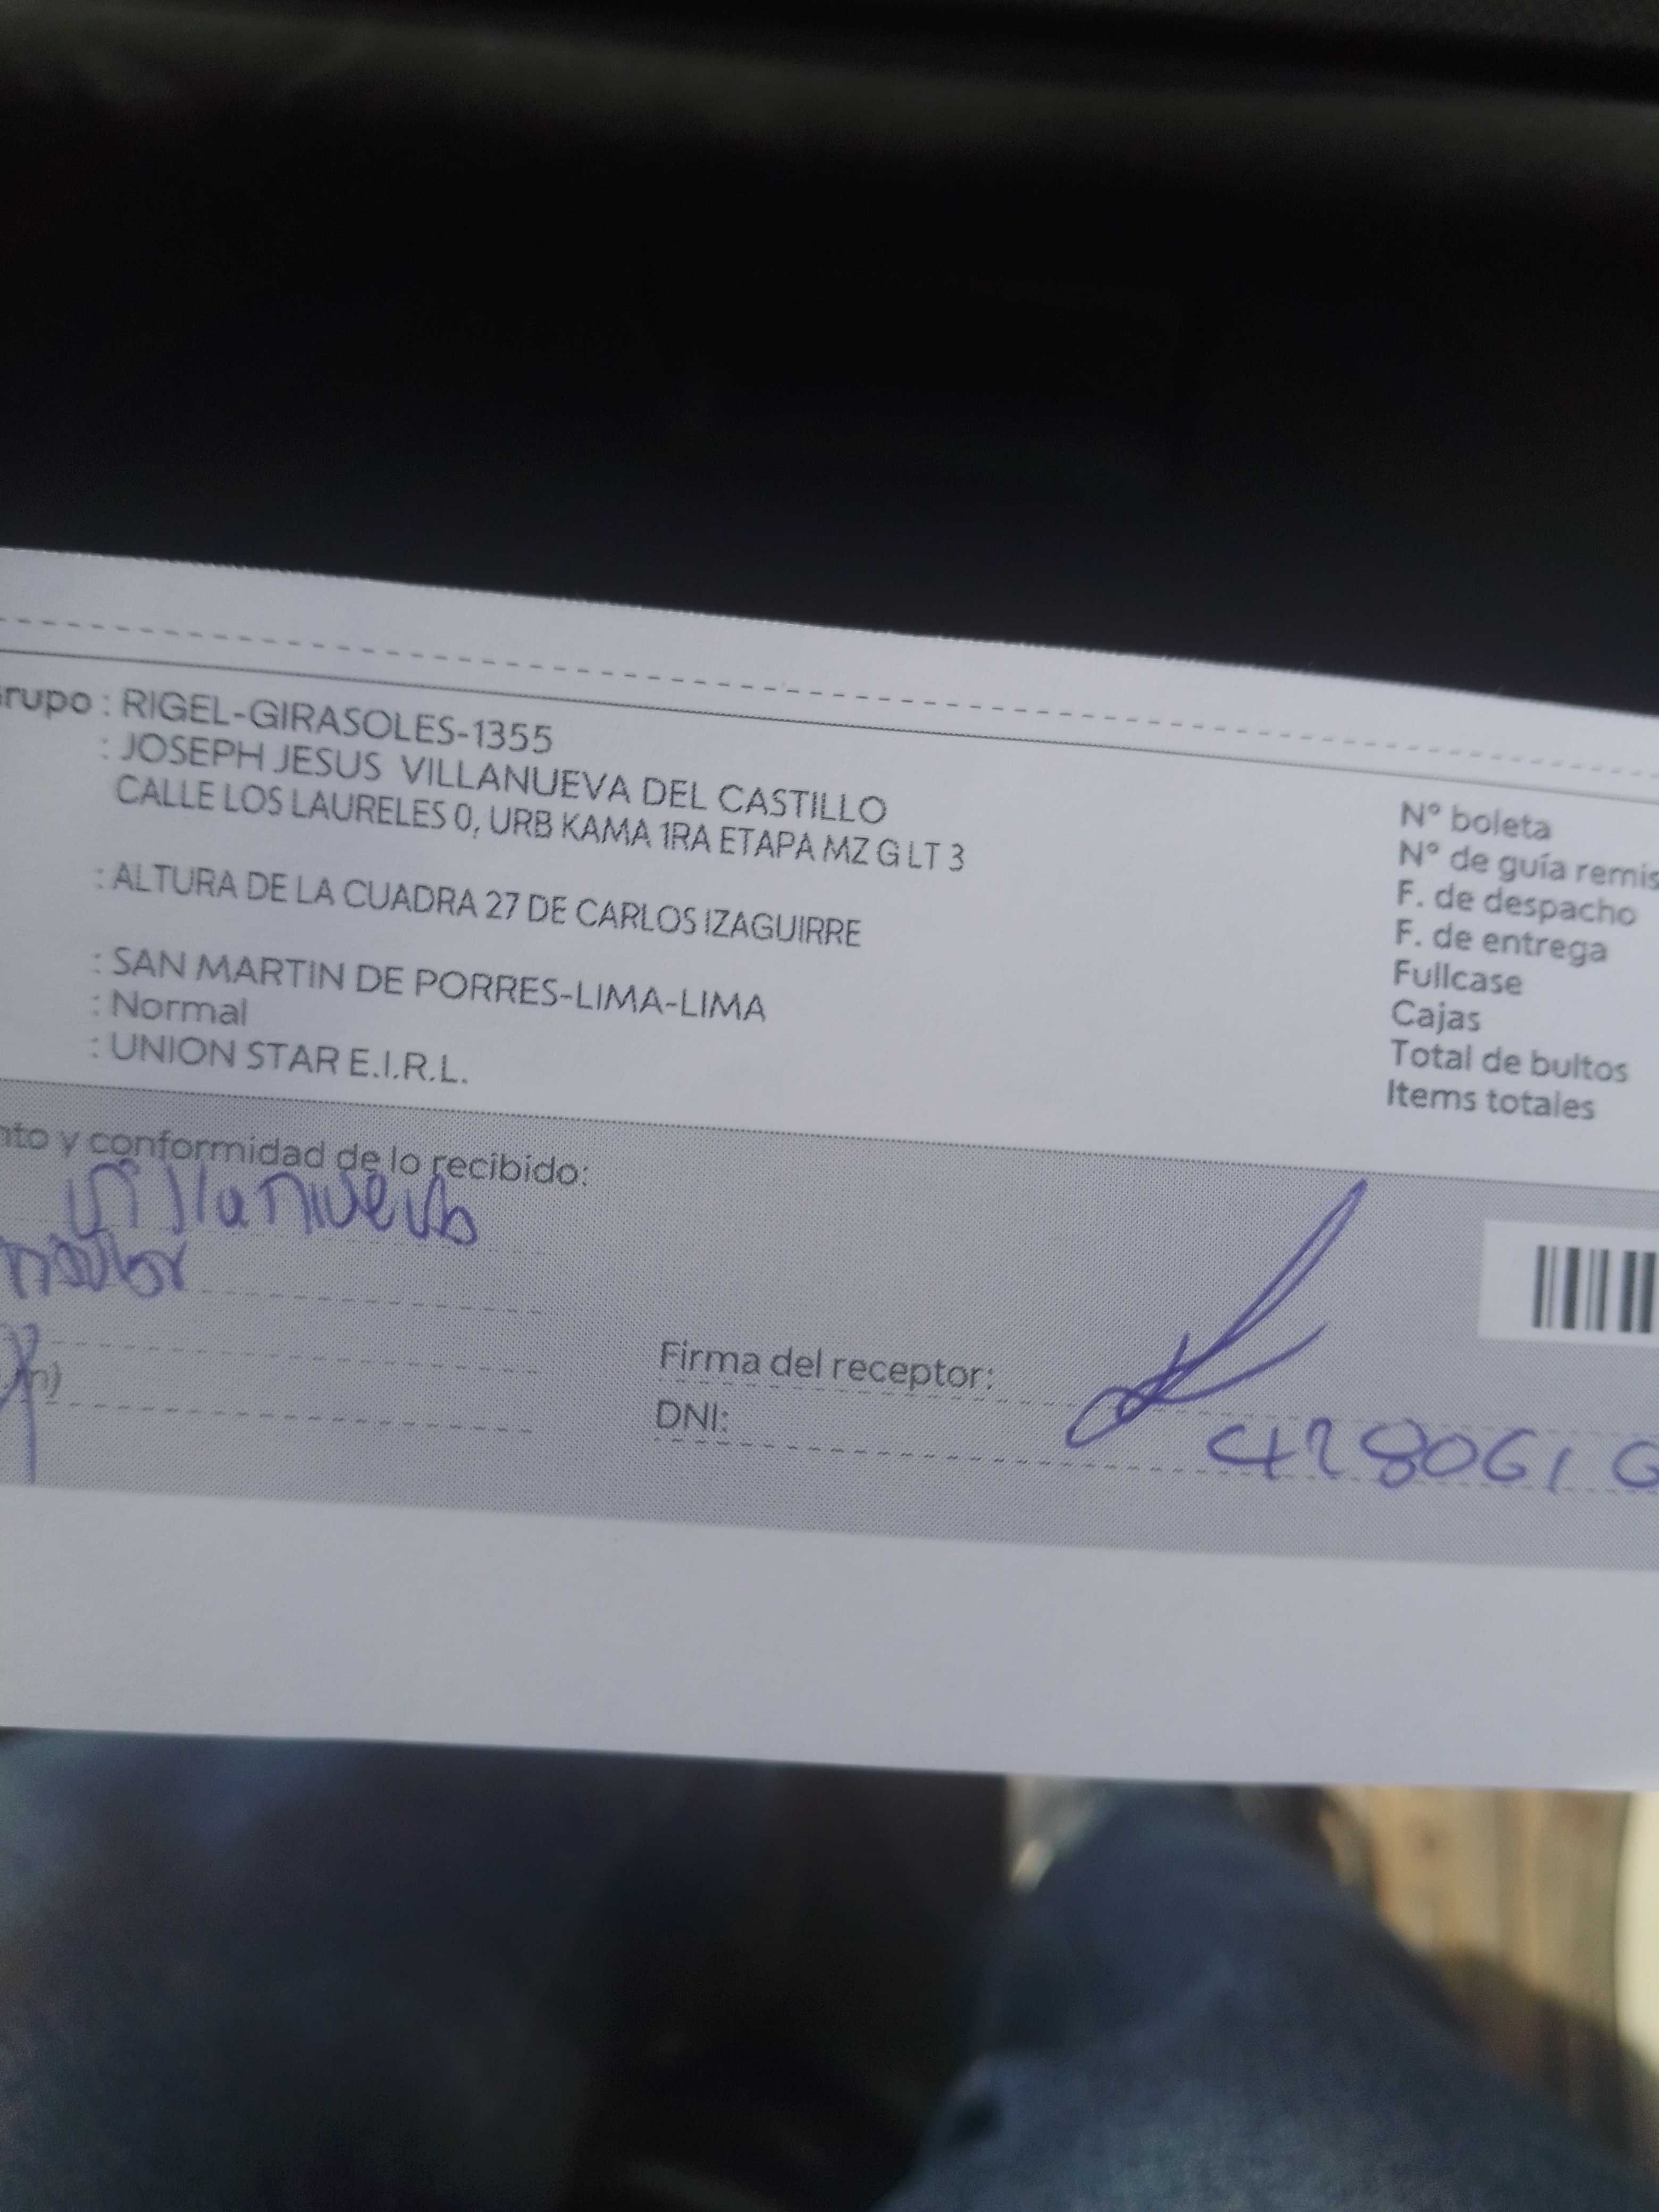 rupo : RIGEL-GIRASOLES-1355
: JOSEPH JESUS VILLANUEVA DEL CASTILLO
CALLE LOS LAURELES 0, URB KAMA 1RA ETAPA MZ G LT 3
: ALTURA DE LA CUADRA 27 DE CARLOS IZAGUIRRE
: SAN MARTIN DE PORRES-LIMA-LIMA
: Normal
: UNION STAR E.I.R.L.
N° boleta
N° de guía remis
F. de despacho
F. de entrega
Fullcase
Cajas
Total de bultos
Items totales
nto y conformidad de lo recibido:
Villanueva
Firma del receptor:
DNI: 428061